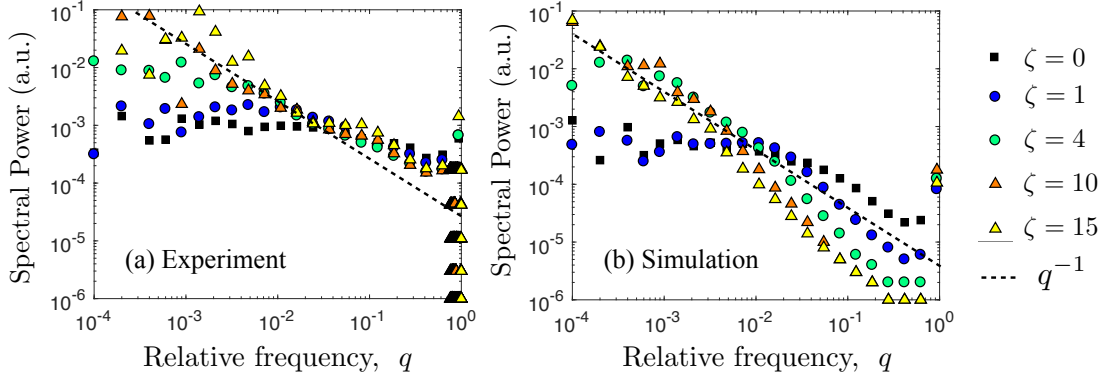 Spectral Power (a.u.)
10^-1
10^-2
10^-3
10^-4
10^-5
10^-6
(a) Experiment
10^-4
10^-3
10^-2
10^-1
10^0
Relative frequency, q
Spectral Power (a.u.)
10^-1
10^-2
10^-3
10^-4
10^-5
10^-6
(b) Simulation
10^-4
10^-3
10^-2
10^-1
10^0
Relative frequency, q
ζ = 0
ζ = 1
ζ = 4
ζ = 10
ζ = 15
q^-1